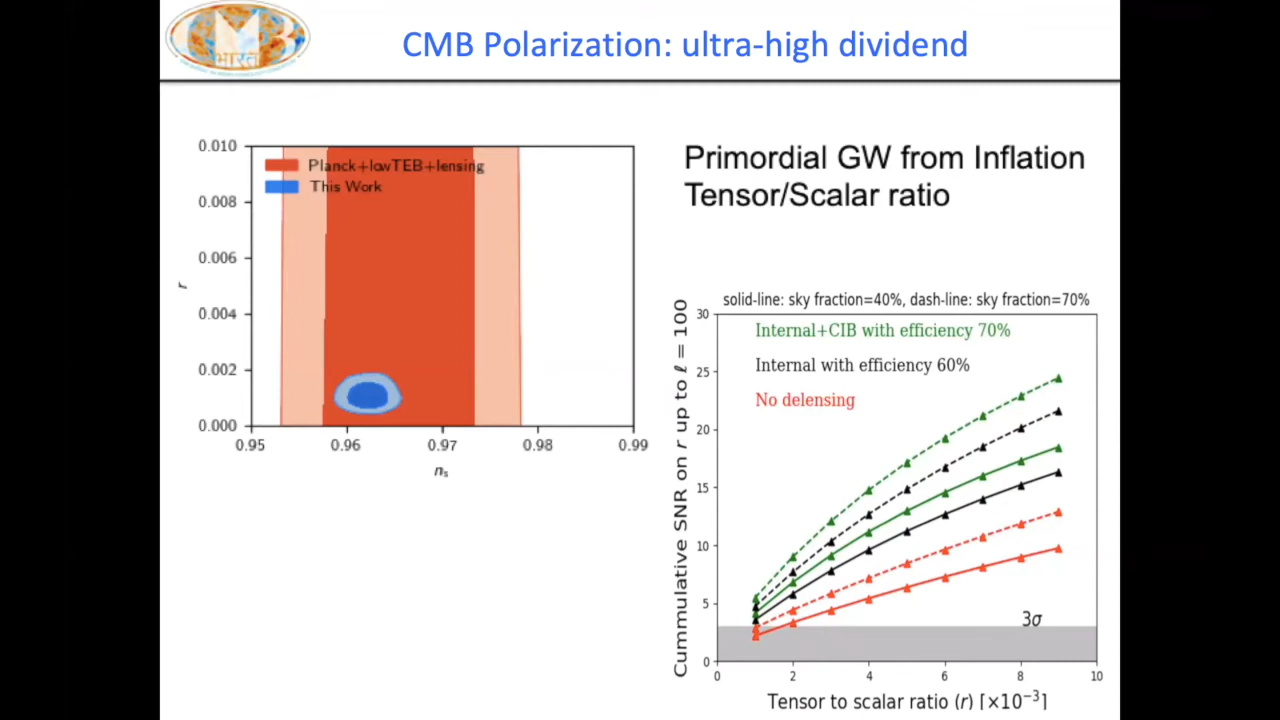 CMB
भारत
CMB Polarization: ultra-high dividend
Planck+lowTEB+lensing
This Work
0.010
0.008
0.006
0.004
0.002
0.000
r
0.95
0.96
0.97
0.98
0.99
nₛ
Primordial GW from Inflation
Tensor/Scalar ratio
solid-line: sky fraction=40%, dash-line: sky fraction=70%
Internal+CIB with efficiency 70%
Internal with efficiency 60%
No delensing
3σ
Cummulative SNR on r up to ℓ = 100
30
25
20
15
10
5
0
0
2
4
6
8
10
Tensor to scalar ratio (r) [×10⁻³]